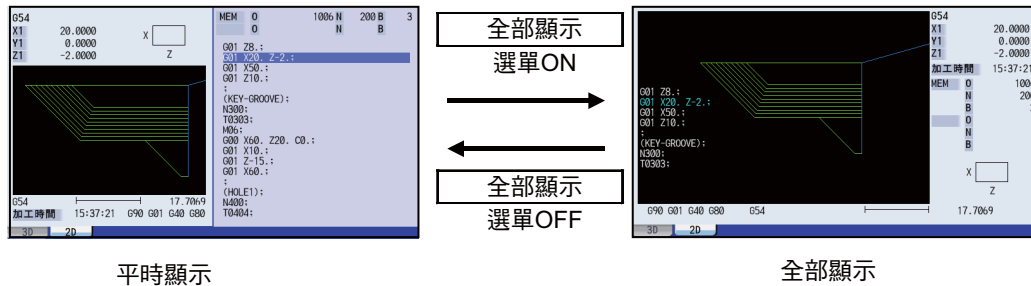 G54
X1 20.0000
Y1 0.0000
Z1 -2.0000
X
Z
G54 17.7069
加工時間 15:37:21 G90 G01 G40 G80
3D 2D
MEM O 1006 N 200 B 3
O N B
G01 Z8.;
G01 X20. Z-2.;
G01 X50.;
G01 Z10.;
;
(KEY-GROOVE);
N300;
T0303;
M06;
G00 X60. Z20. C0.;
G01 X10.;
G01 Z-15.;
G01 X60.;
;
(HOLE1);
N400;
T0404;
平時顯示
全部顯示
選單ON
全部顯示
選單OFF
G01 Z8.;
G01 X20. Z-2.;
G01 X50.;
G01 Z10.;
;
(KEY-GROOVE);
N300;
T0303;
G90 G01 G40 G80 G54 17.7069
3D 2D
G54
X1 20.0000
Y1 0.0000
Z1 -2.0000
加工時間 15:37:21
MEM O 100
N 200
B
O
N
B
X
Z
全部顯示